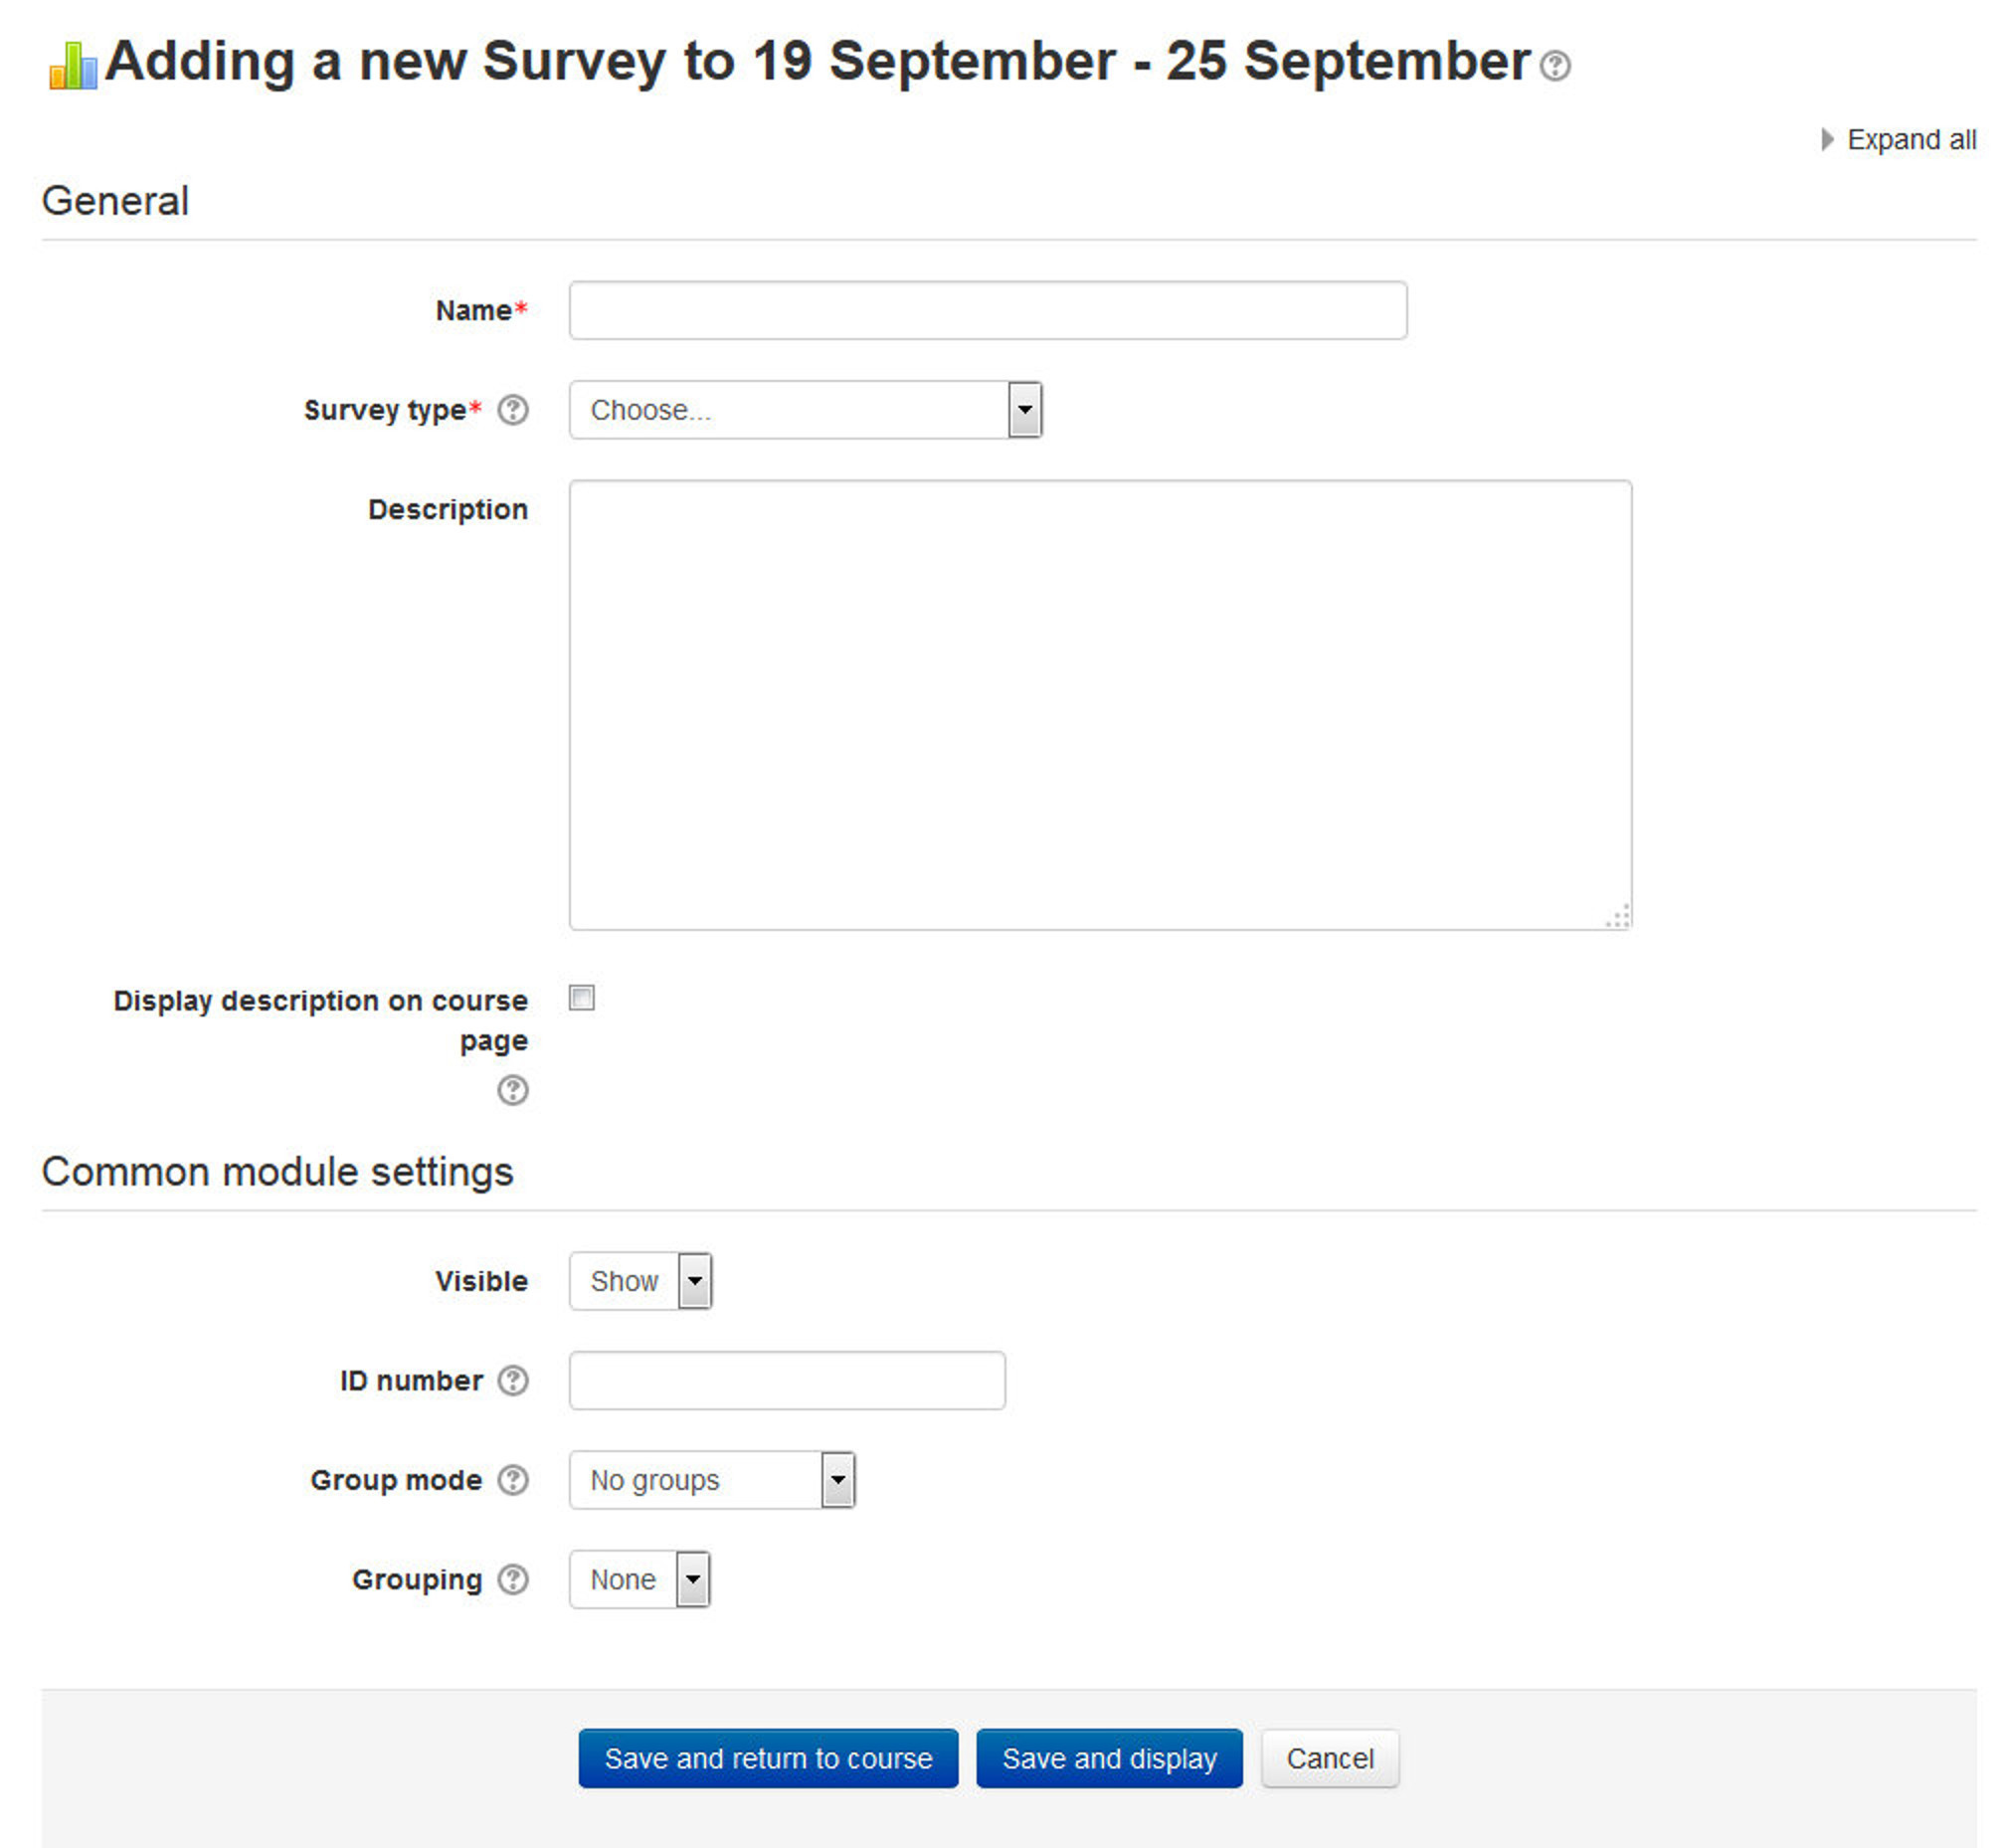 Adding a new Survey to 19 September - 25 September
Expand all
General
Name*
Survey type*
Choose...
Description
Display description on course
page
Common module settings
Visible
Show
ID number
Group mode
No groups
Grouping
None
Save and return to course
Save and display
Cancel